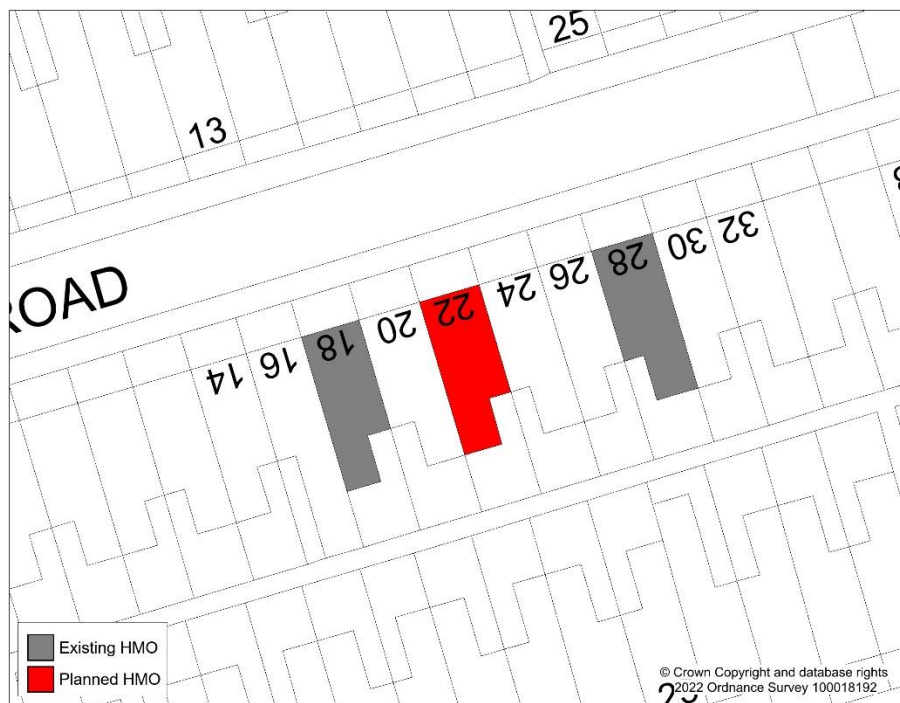 25
13
ROAD
14
16
18
20
22
24
26
28
30
32
Existing HMO
Planned HMO
© Crown Copyright and database rights
2022 Ordnance Survey 100018192